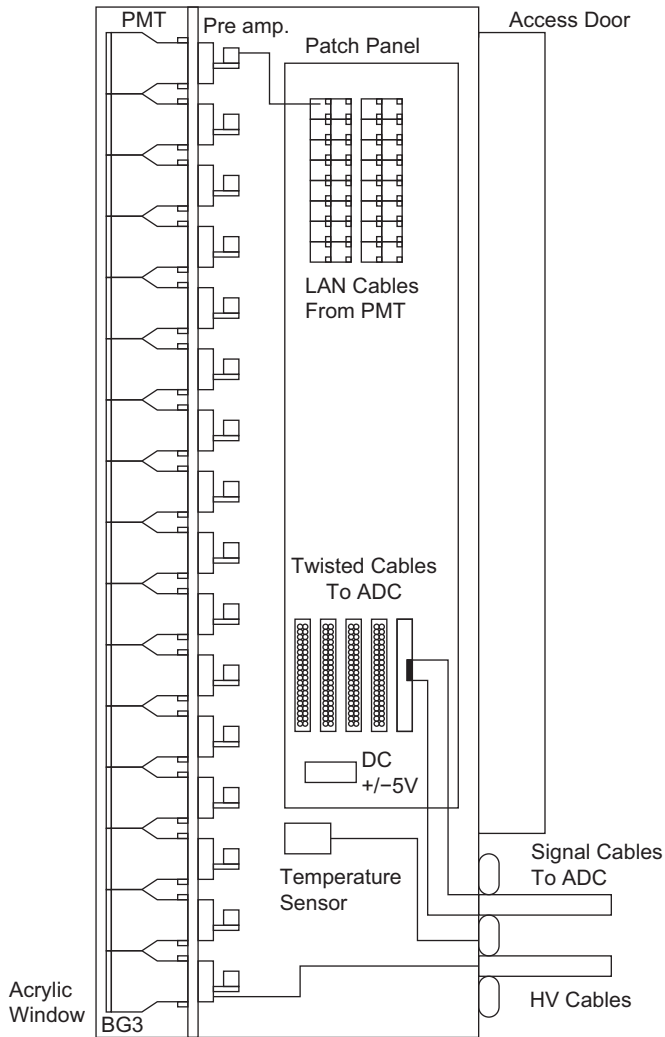 PMT
Pre amp.
Access Door
Patch Panel
LAN Cables
From PMT
Twisted Cables
To ADC
DC
+/−5V
Signal Cables
To ADC
Temperature
Sensor
HV Cables
Acrylic
Window
BG3